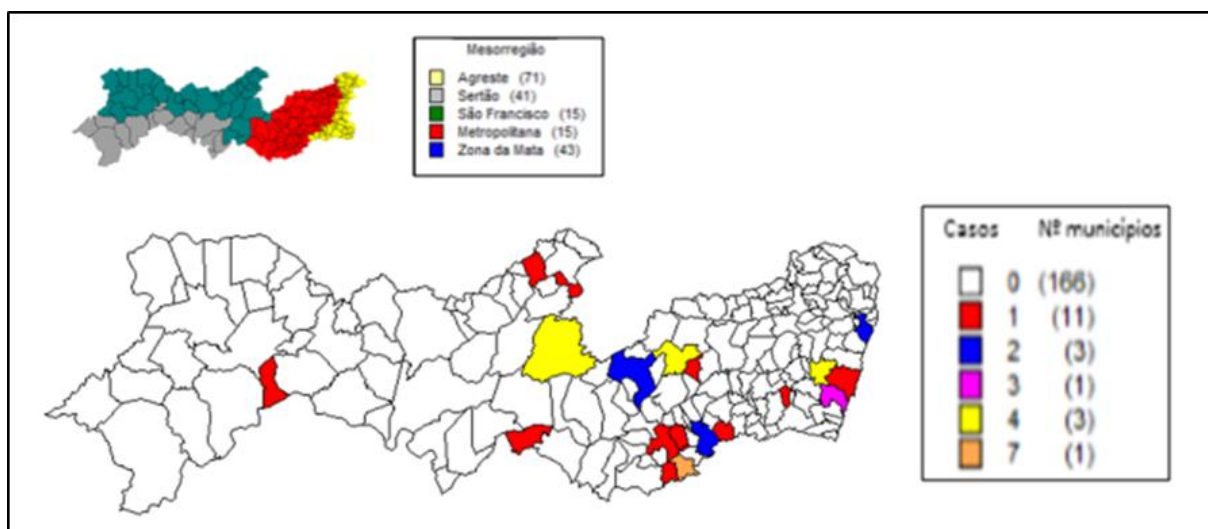 Mesorregião
Agreste (71)
Sertão (41)
São Francisco (15)
Metropolitana (15)
Zona da Mata (43)
Casos Nº municípios
0 (166)
1 (11)
2 (3)
3 (1)
4 (3)
7 (1)